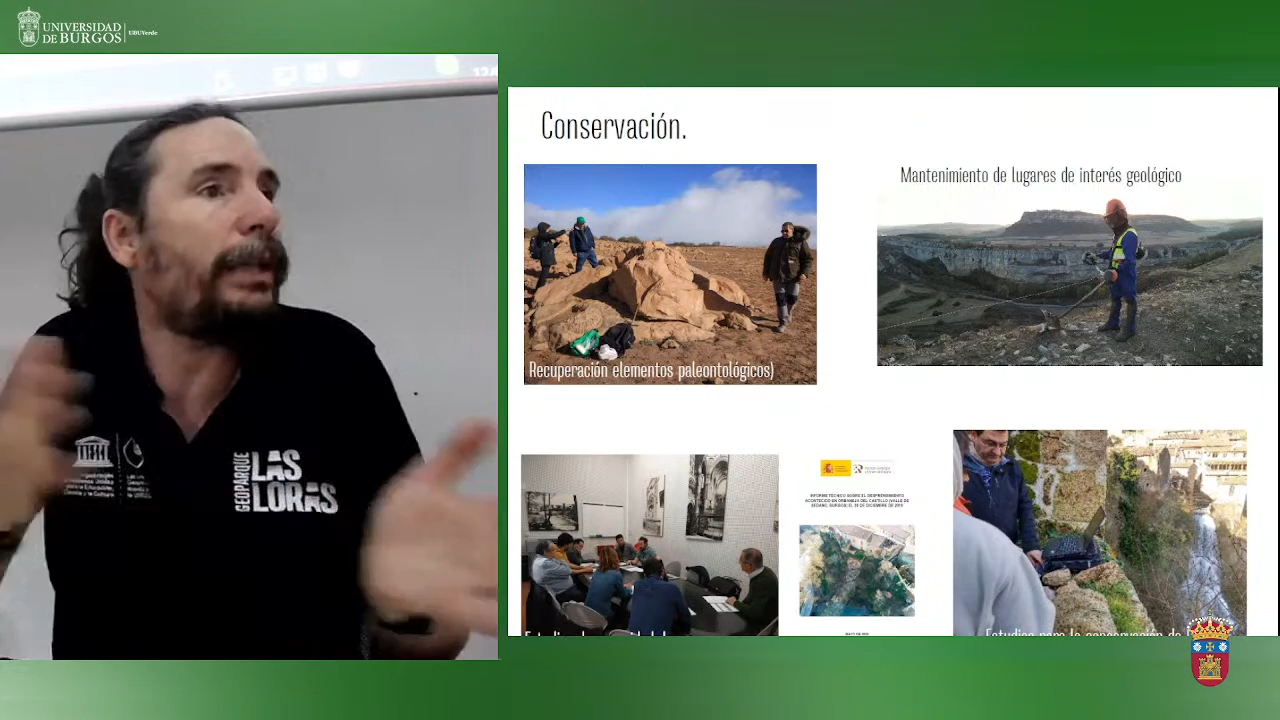 UNIVERSIDAD
DE BURGOS
UBUVerde
Conservación.
Mantenimiento de lugares de interés geológico
Recuperación elementos paleontológicos)
GEOPARQUE
LAS
LORAS
INFORME TÉCNICO SOBRE EL DESPRENDIMIENTO
ACONTECIDO EN ORBANEJA DEL CASTILLO (VALLE DE
SEDANO, BURGOS) EL
DE DICIEMBRE DE
Estudios para la conservación de